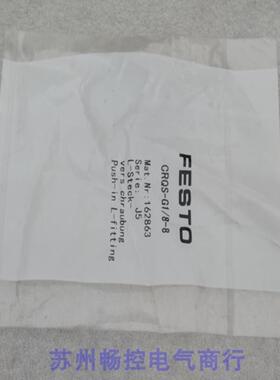 FESTO
CRQS-G1/8-8
Mat.Nr:162863
Serie: J5
L-Steck-
verschraubung
Push-in L-fitting
苏州畅控电气商行